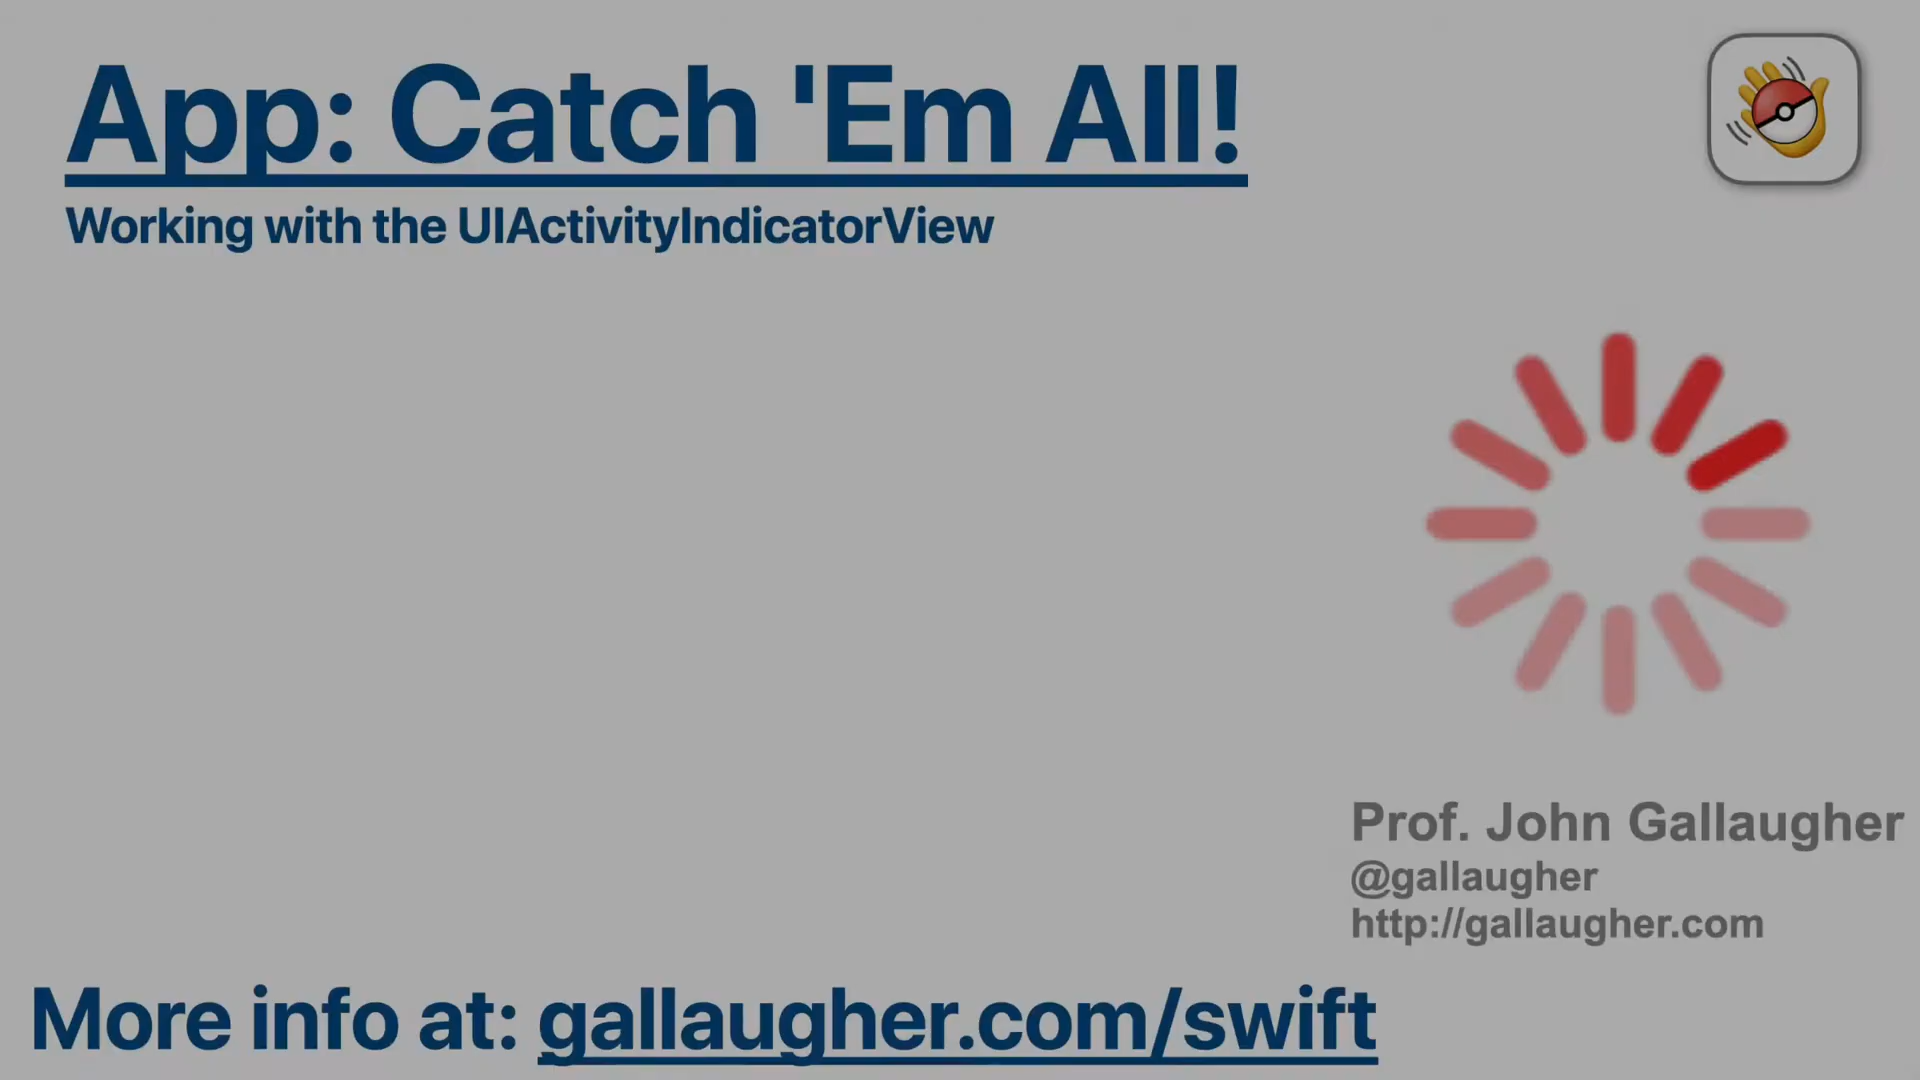 App: Catch 'Em All!
Working with the UIActivityIndicatorView
Prof. John Gallaugher
@gallaugher
http://gallaugher.com
More info at: gallaugher.com/swift